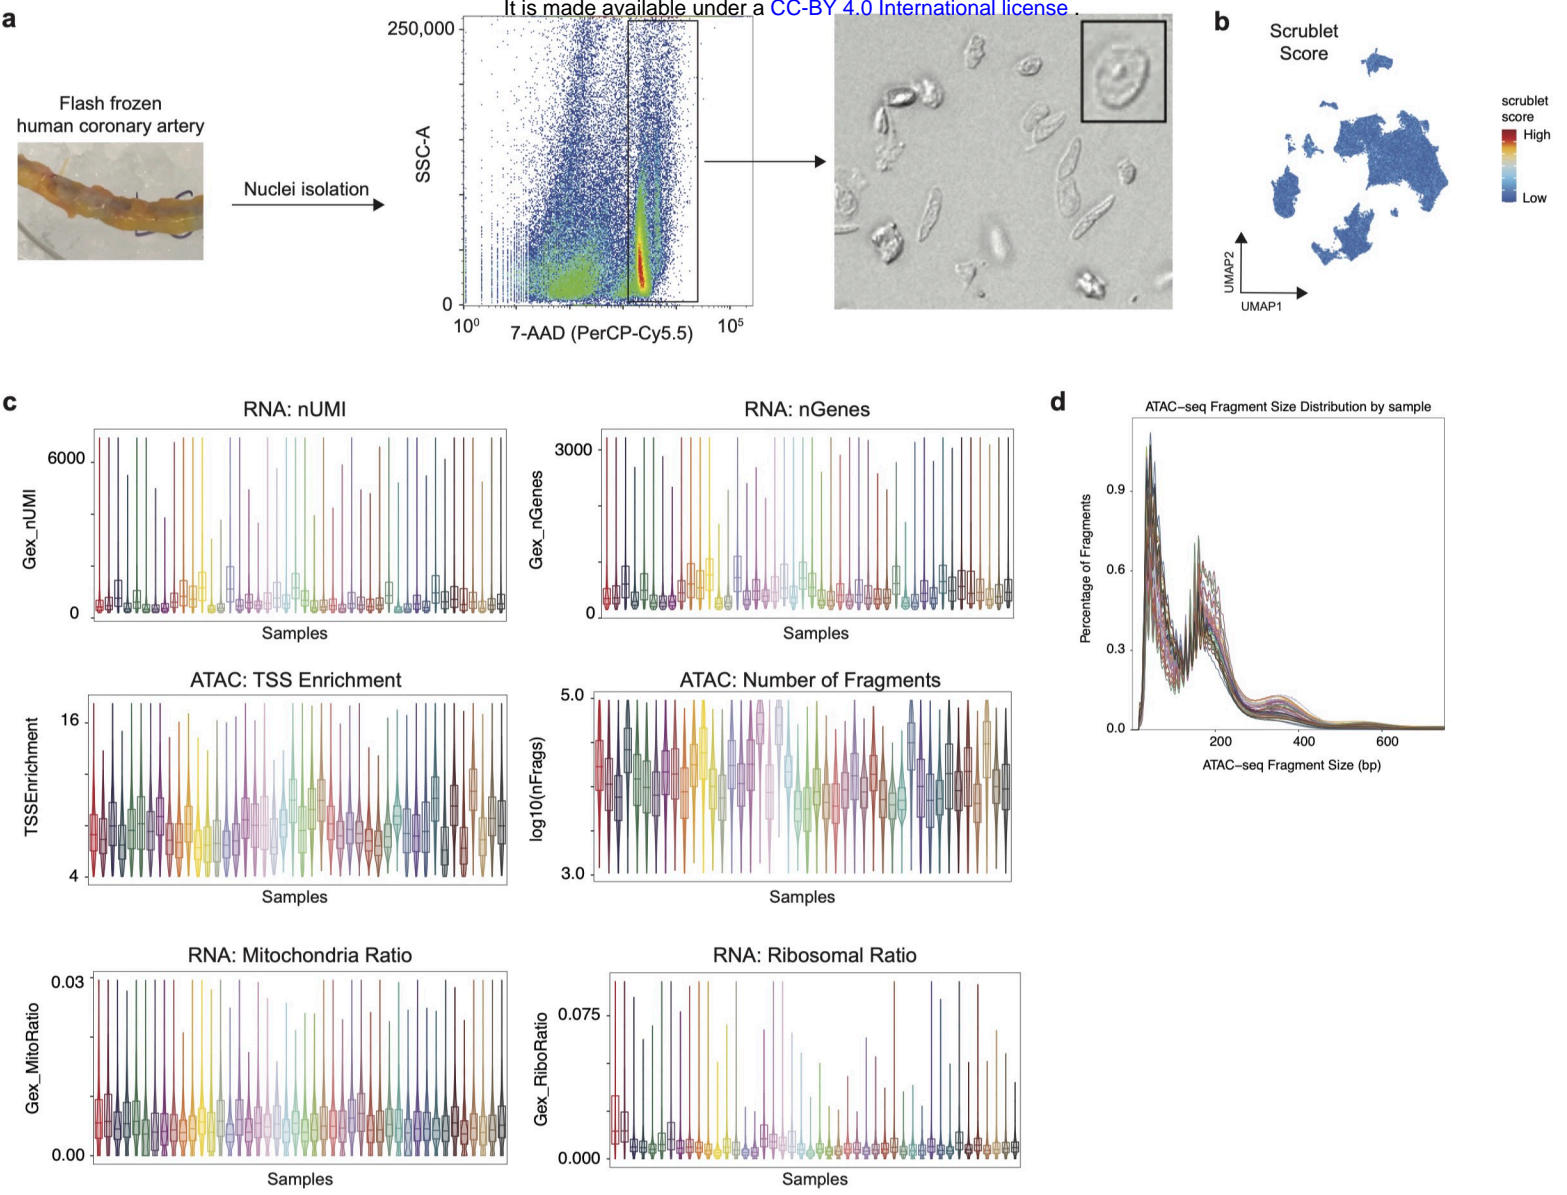 It is made available under a CC-BY 4.0 International license .
a
Flash frozen
human coronary artery
Nuclei isolation
250,000
SSC-A
0
10⁰
7-AAD (PerCP-Cy5.5)
10⁵
b
Scrublet
Score
scrublet
score
High
Low
UMAP2
UMAP1
c
RNA: nUMI
6000
Gex_nUMI
0
Samples
RNA: nGenes
3000
Gex_nGenes
0
Samples
ATAC: TSS Enrichment
16
TSSEnrichment
4
Samples
ATAC: Number of Fragments
5.0
log10(nFrags)
3.0
Samples
RNA: Mitochondria Ratio
0.03
Gex_MitoRatio
0.00
Samples
RNA: Ribosomal Ratio
0.075
Gex_RiboRatio
0.000
Samples
d
ATAC−seq Fragment Size Distribution by sample
Percentage of Fragments
0.9
0.6
0.3
0.0
200
400
600
ATAC−seq Fragment Size (bp)